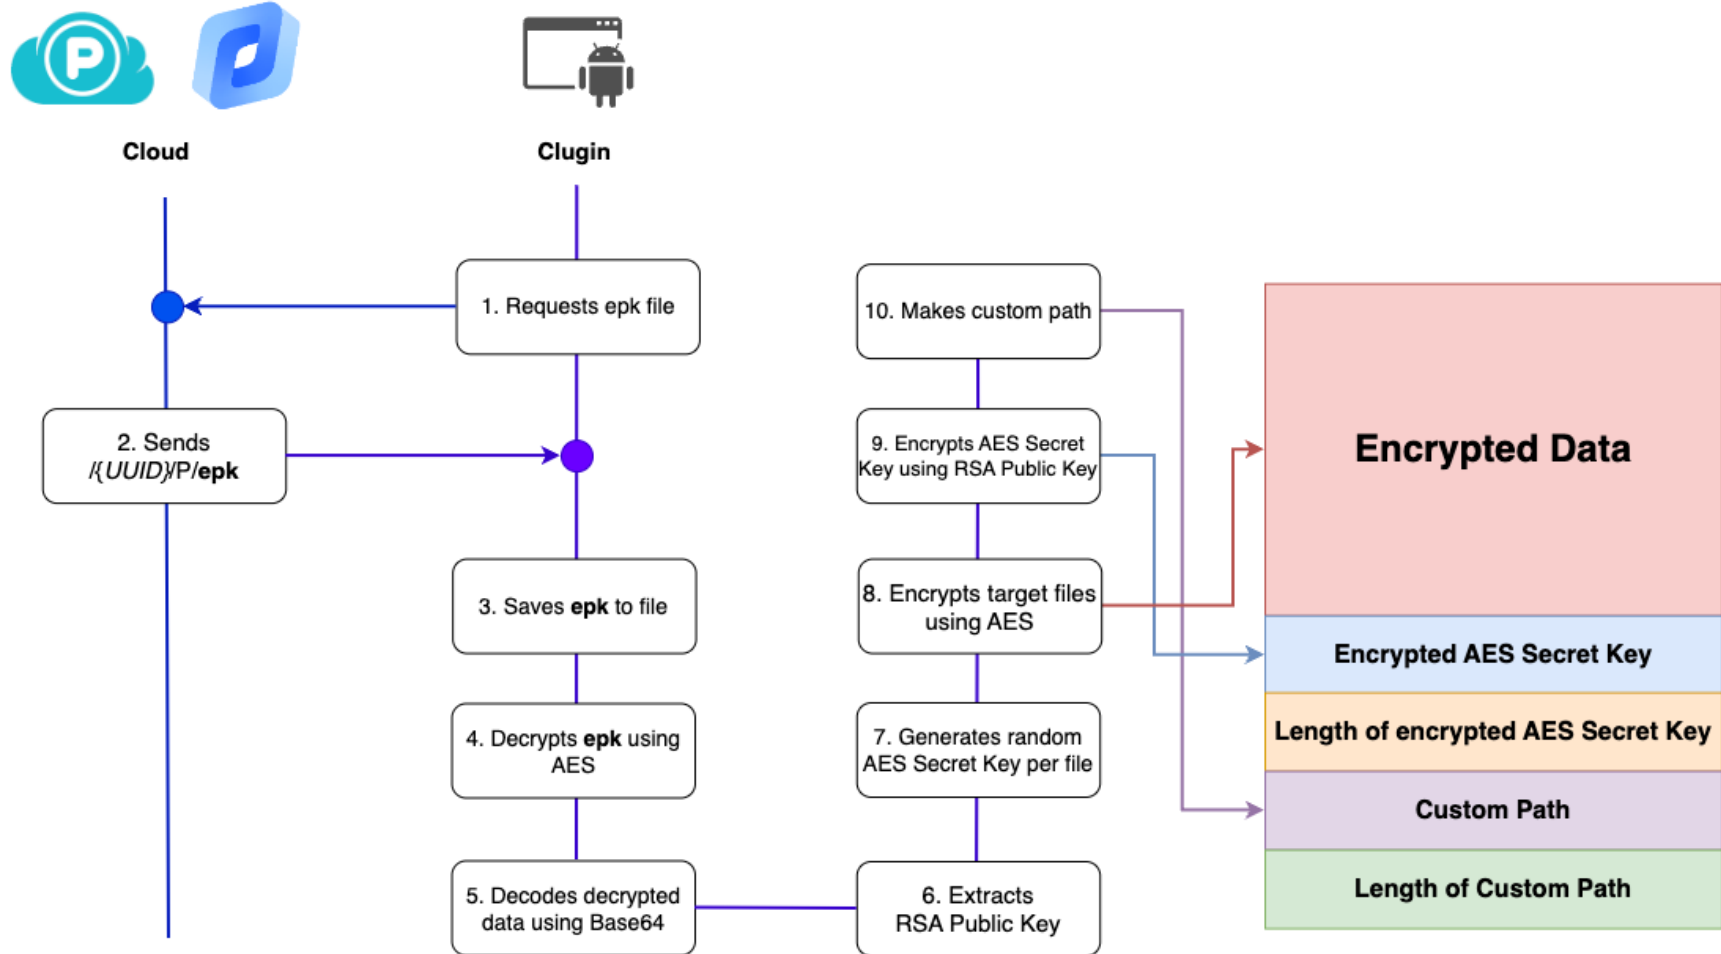 P
Cloud
Clugin
1. Requests epk file
2. Sends
/{UUID}/P/epk
3. Saves epk to file
4. Decrypts epk using
AES
5. Decodes decrypted
data using Base64
6. Extracts
RSA Public Key
7. Generates random
AES Secret Key per file
8. Encrypts target files
using AES
9. Encrypts AES Secret
Key using RSA Public Key
10. Makes custom path
Encrypted Data
Encrypted AES Secret Key
Length of encrypted AES Secret Key
Custom Path
Length of Custom Path